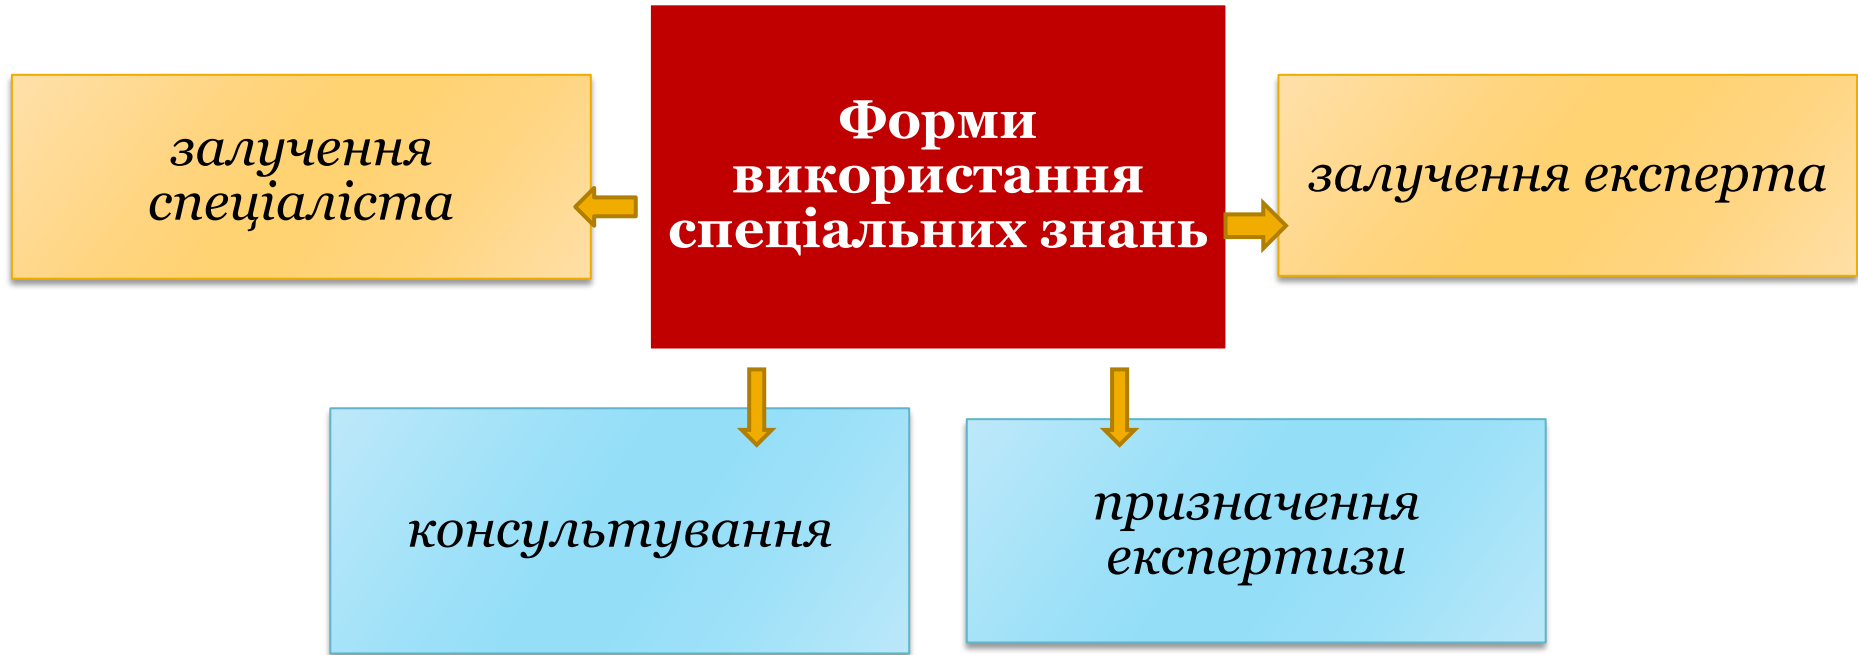 Форми
використання
спеціальних знань
залучення
спеціаліста
залучення експерта
консультування
призначення
експертизи